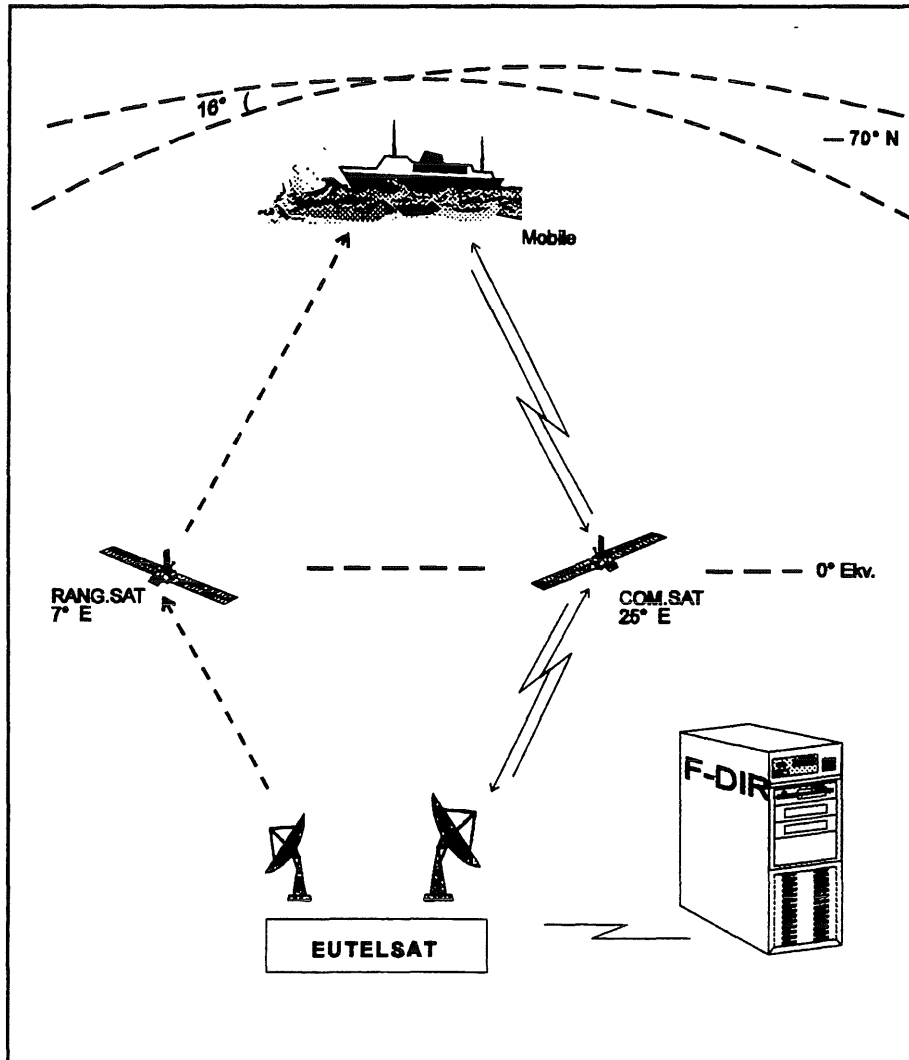 16°
70° N
Mobile
RANG.SAT
7° E
COM.SAT
25° E
0° Ekv.
F-DIR
EUTELSAT